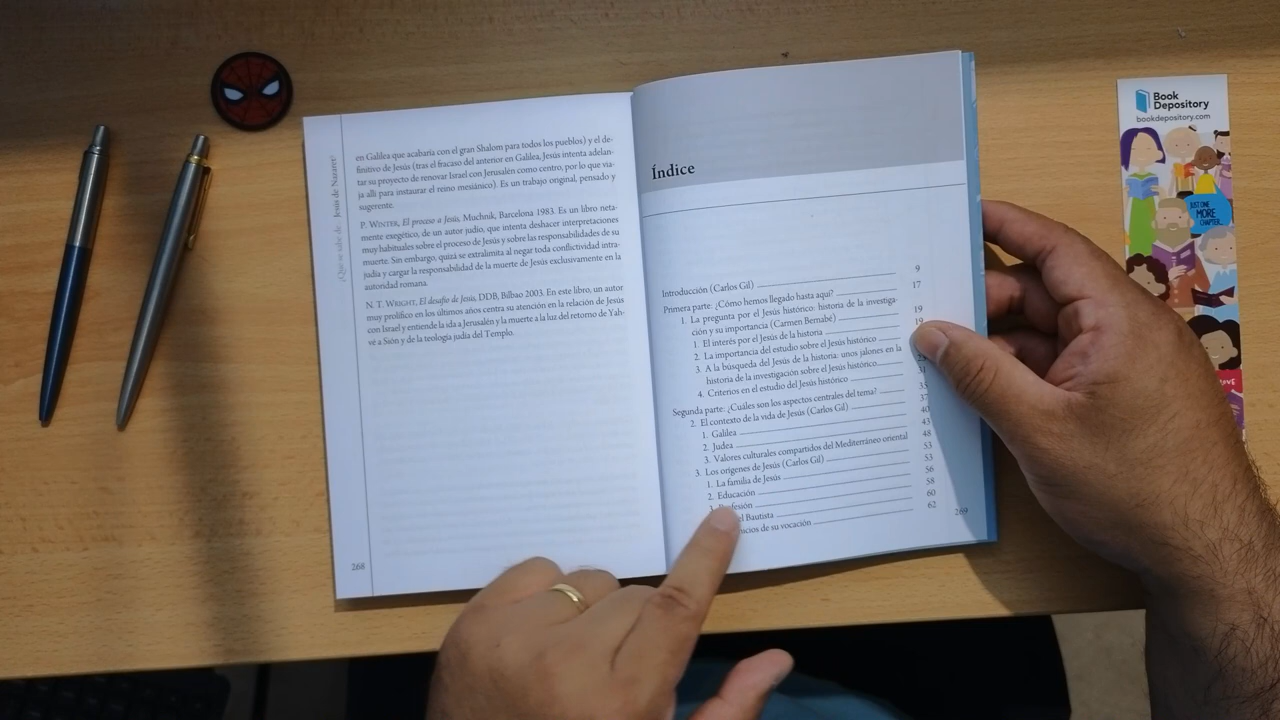 ¿Qué se sabe de... Jesús de Nazaret?
en Galilea que acabaría con el gran Shalom para todos los pueblos) y el de-
finitivo de Jesús (tras el fracaso del anterior en Galilea, Jesús intenta adelan-
tar su proyecto de renovar Israel con Jerusalén como centro, por lo que via-
ja allí para instaurar el reino mesiánico). Es un trabajo original, pensado y
sugerente.
P. WINTER, El proceso a Jesús, Muchnik, Barcelona 1983. Es un libro neta-
mente exegético, de un autor judío, que intenta deshacer interpretaciones
muy habituales sobre el proceso de Jesús y sobre las responsabilidades de su
muerte. Sin embargo, quizá se extralimita al negar toda conflictividad intra-
judía y cargar la responsabilidad de la muerte de Jesús exclusivamente en la
autoridad romana.
N. T. WRIGHT, El desafío de Jesús, DDB, Bilbao 2003. En este libro, un autor
muy prolífico en los últimos años centra su atención en la relación de Jesús
con Israel y entiende la ida a Jerusalén y la muerte a la luz del retorno de Yah-
vé a Sión y de la teología judía del Templo.
268
Índice
Introducción (Carlos Gil) 9
Primera parte: ¿Cómo hemos llegado hasta aquí? 17
1. La pregunta por el Jesús histórico: historia de la investiga-
ción y su importancia (Carmen Bernabé) 19
1. El interés por el Jesús de la historia 19
2. La importancia del estudio sobre el Jesús histórico
3. A la búsqueda del Jesús de la historia: unos jalones en la
historia de la investigación sobre el Jesús histórico
4. Criterios en el estudio del Jesús histórico 31
Segunda parte: ¿Cuáles son los aspectos centrales del tema? 35
2. El contexto de la vida de Jesús (Carlos Gil) 37
1. Galilea 40
2. Judea 43
3. Valores culturales compartidos del Mediterráneo oriental 48
3. Los orígenes de Jesús (Carlos Gil) 53
1. La familia de Jesús 53
2. Educación 56
3. Profesión 58
el Bautista 60
inicios de su vocación 62
269
Book
Depository
bookdepository.com
JUST ONE
MORE
CHAPTER...